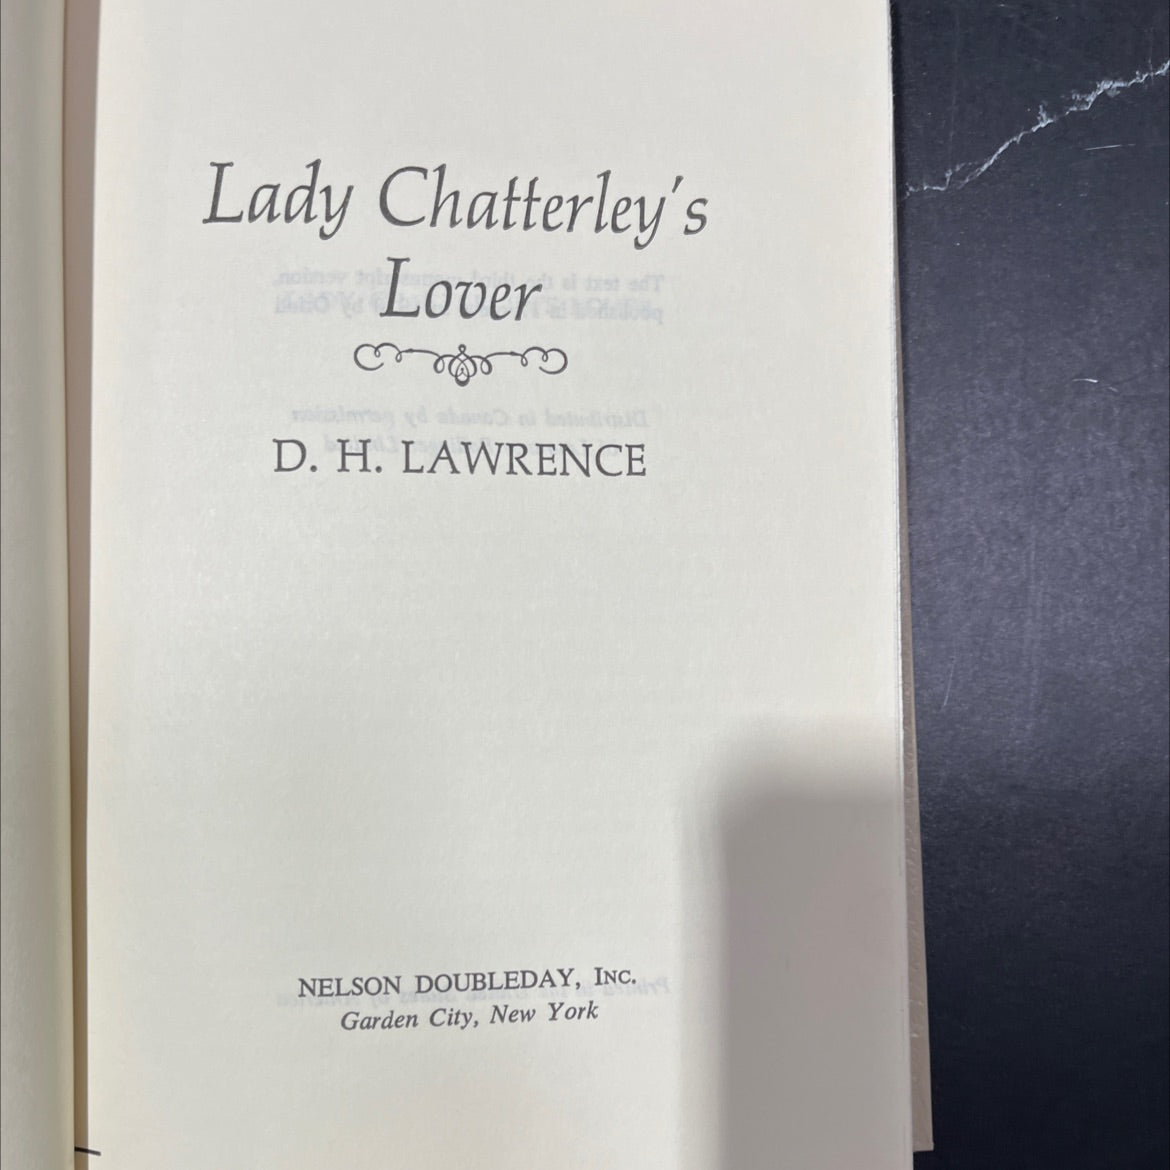 Lady Chatterley's
Lover
D. H. LAWRENCE
NELSON DOUBLEDAY, INC.
Garden City, New York